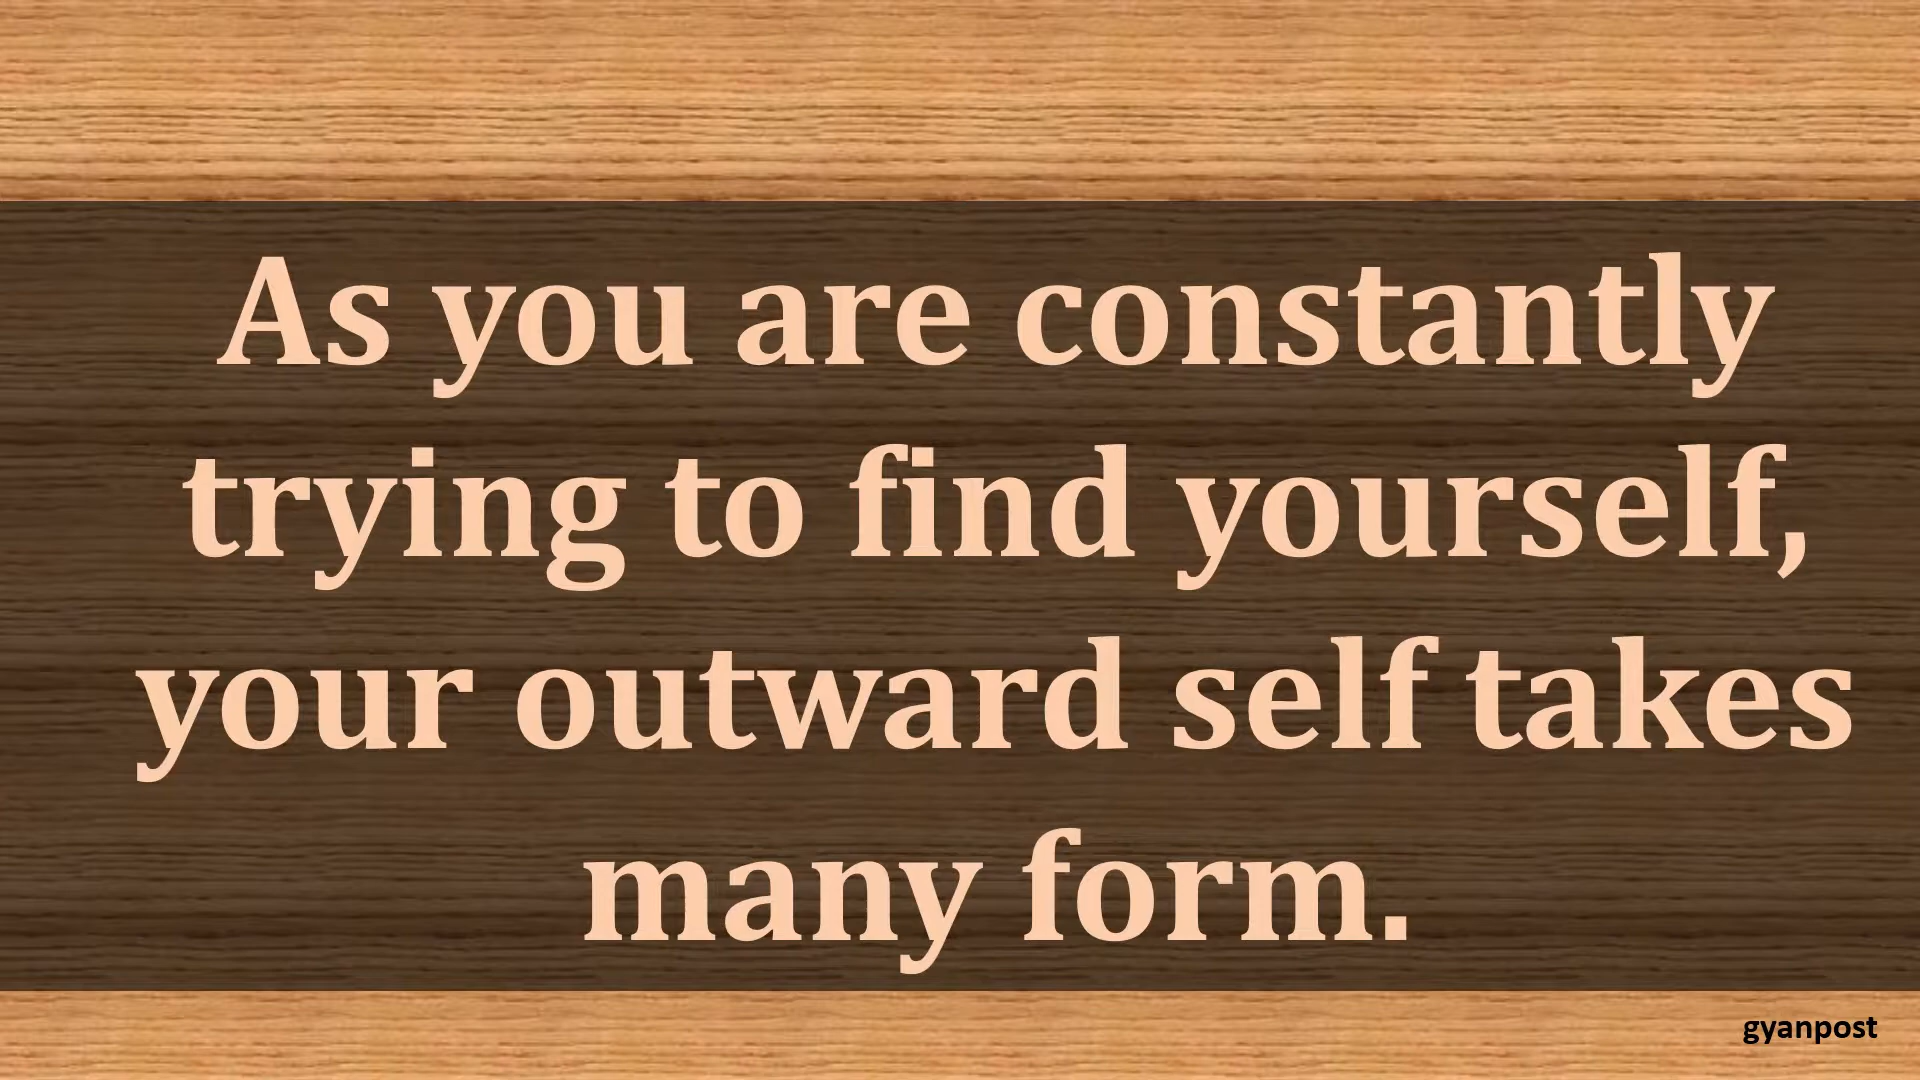 As you are constantly
trying to find yourself,
your outward self takes
many form.
gyanpost